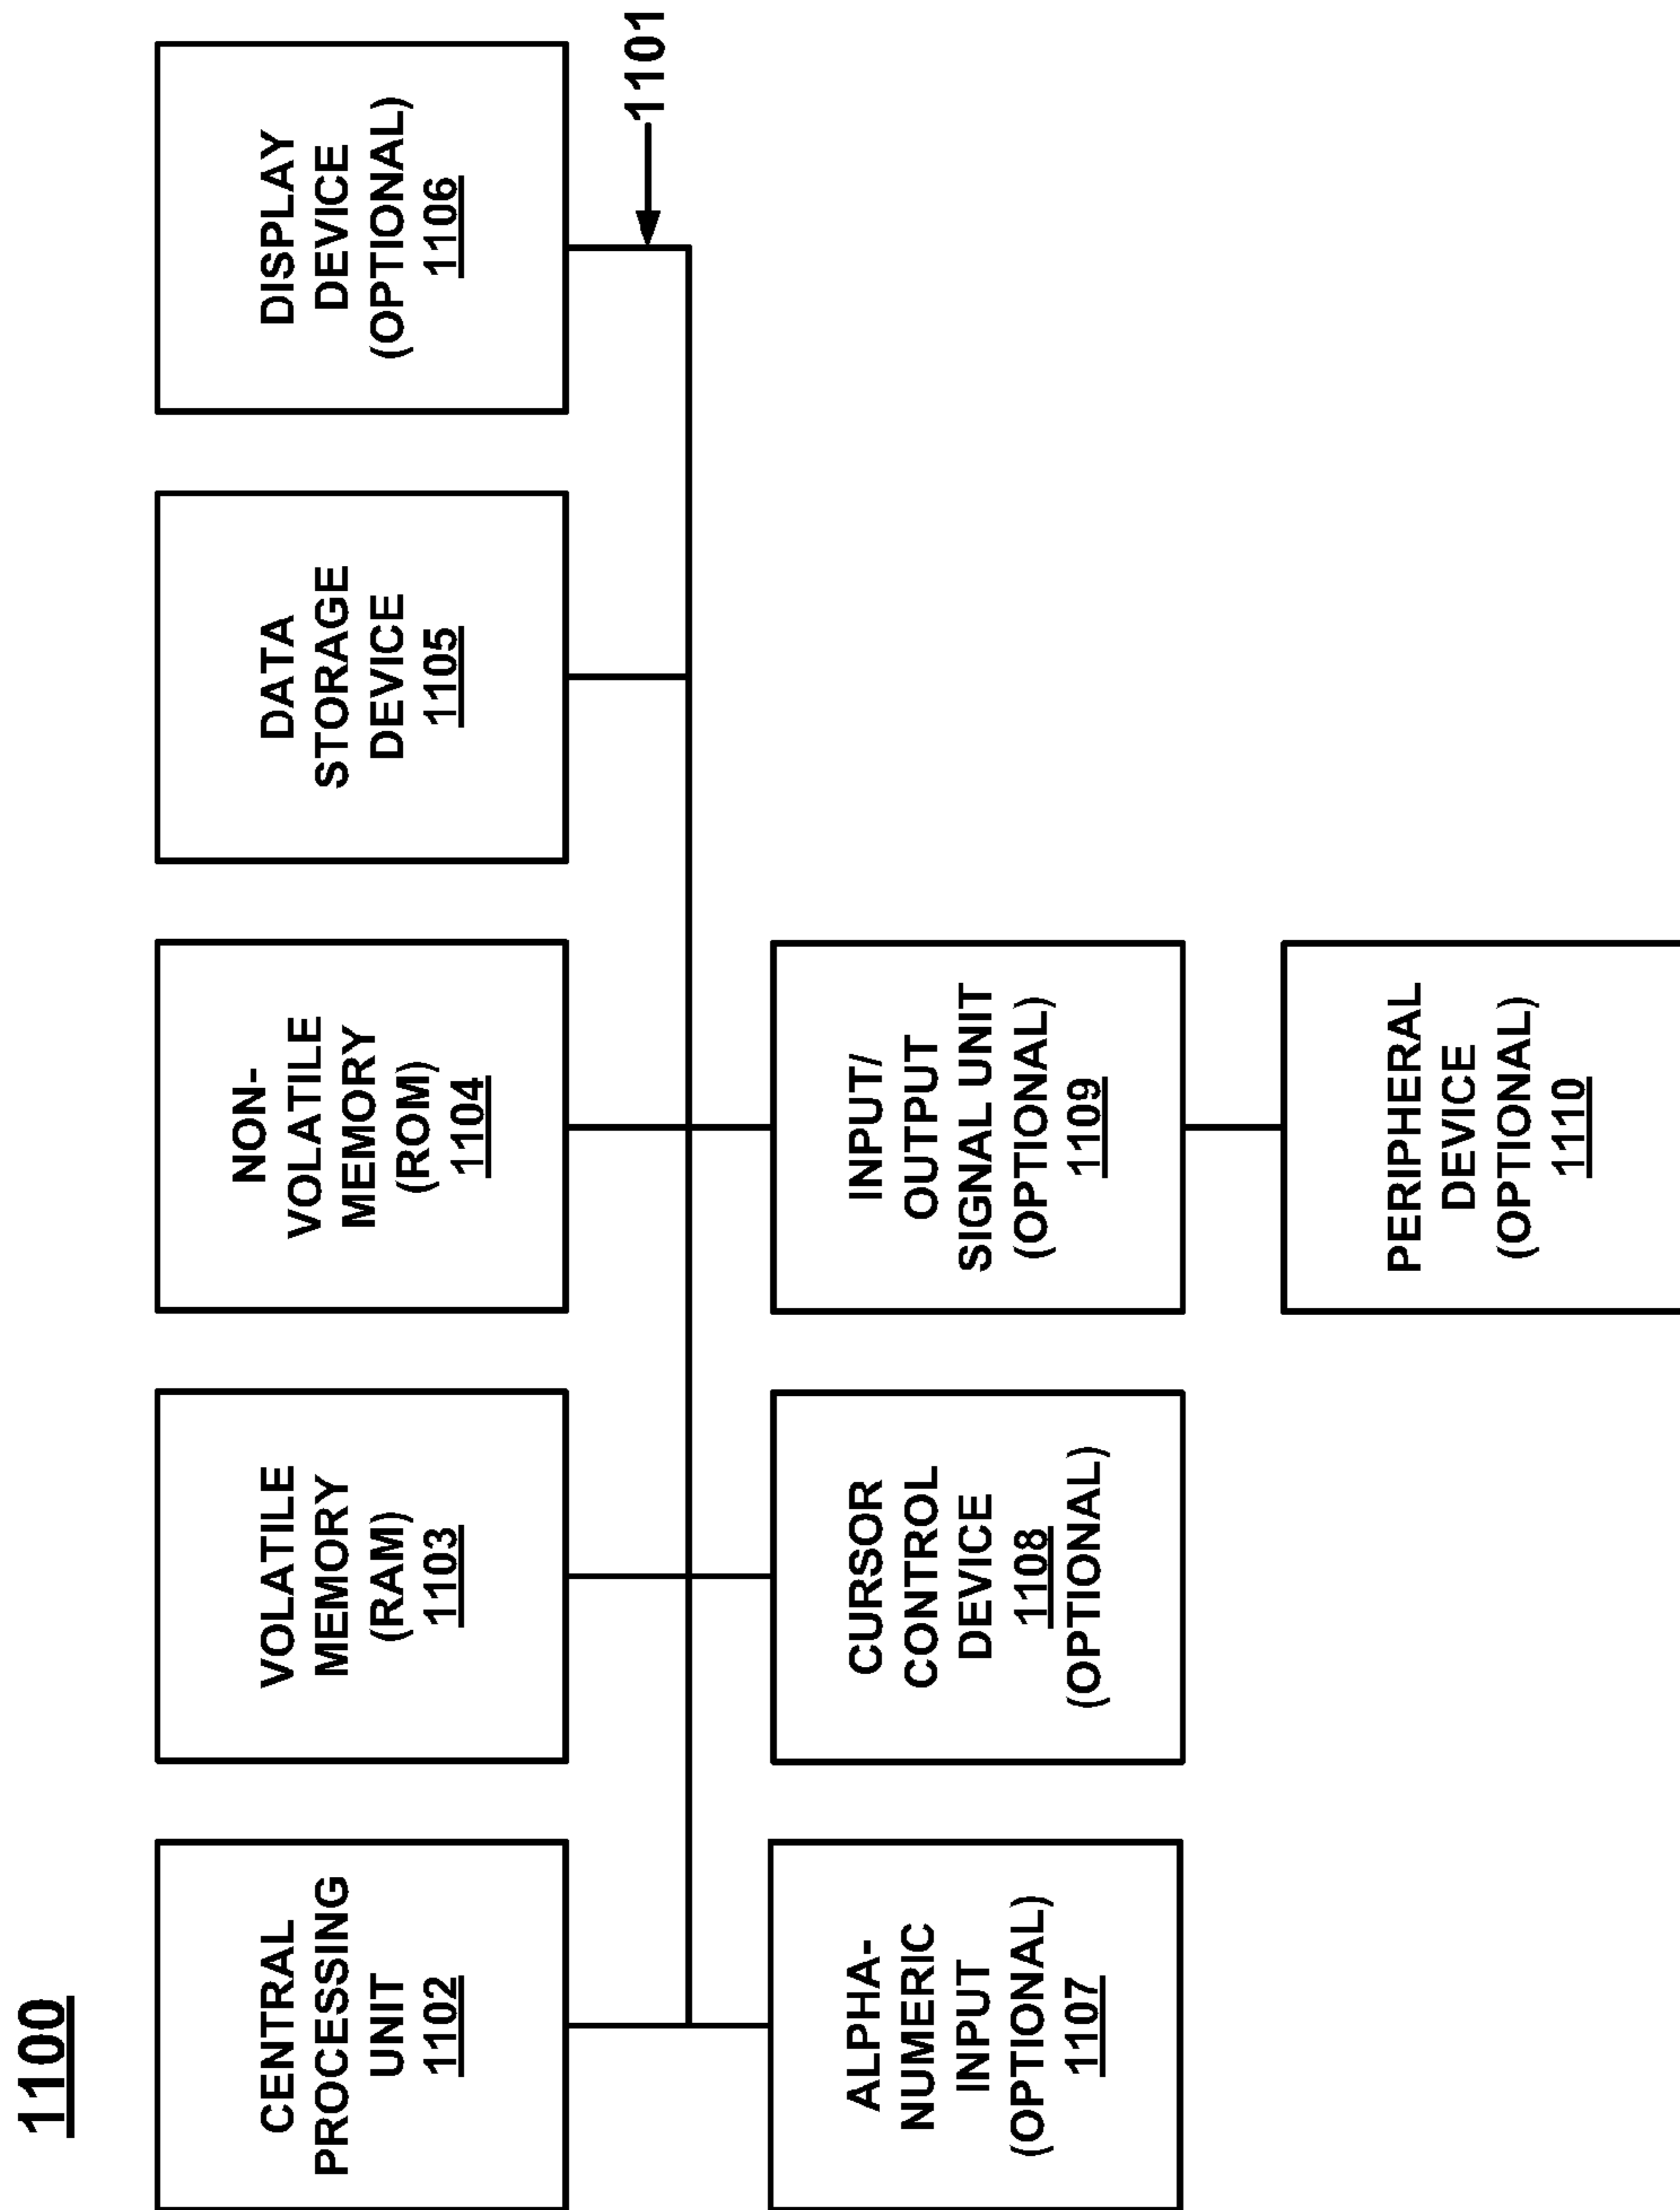 1100
CENTRAL
PROCESSING
UNIT
1102
VOLATILE
MEMORY
(RAM)
1103
NON-
VOLATILE
MEMORY
(ROM)
1104
DATA
STORAGE
DEVICE
1105
DISPLAY
DEVICE
(OPTIONAL)
1106
1101
ALPHA-
NUMERIC
INPUT
(OPTIONAL)
1107
CURSOR
CONTROL
DEVICE
1108
(OPTIONAL)
INPUT/
OUTPUT
SIGNAL UNIT
(OPTIONAL)
1109
PERIPHERAL
DEVICE
(OPTIONAL)
1110